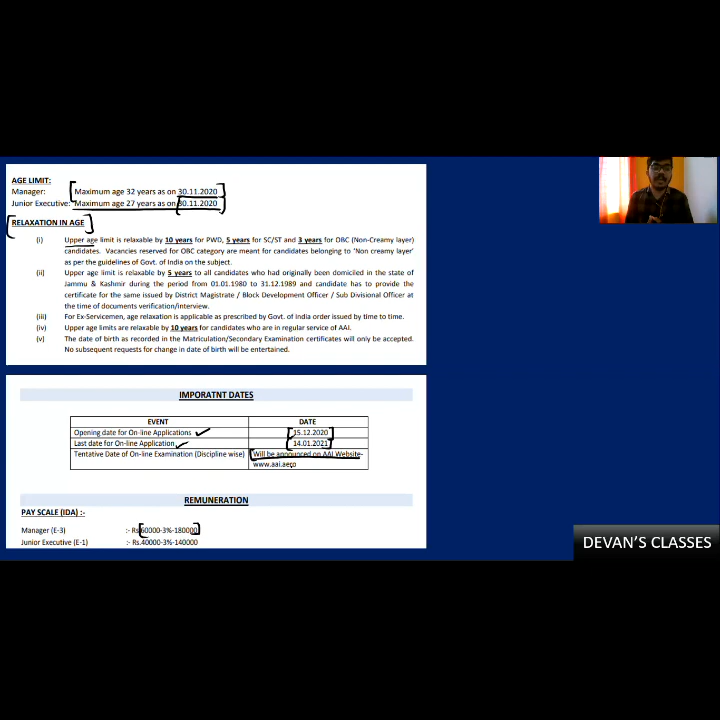 AGE LIMIT:
Manager: Maximum age 32 years as on 30.11.2020
Junior Executive: Maximum age 27 years as on 30.11.2020
RELAXATION IN AGE
(i) Upper age limit is relaxable by 10 years for PWD, 5 years for SC/ST and 3 years for OBC (Non-Creamy layer)
candidates. Vacancies reserved for OBC category are meant for candidates belonging to 'Non creamy layer'
as per the guidelines of Govt. of India on the subject.
(ii) Upper age limit is relaxable by 5 years to all candidates who had originally been domiciled in the state of
Jammu & Kashmir during the period from 01.01.1980 to 31.12.1989 and candidate has to provide the
certificate for the same issued by District Magistrate / Block Development Officer / Sub Divisional Officer at
the time of documents verification/interview.
(iii) For Ex-Servicemen, age relaxation is applicable as prescribed by Govt. of India order issued by time to time.
(iv) Upper age limits are relaxable by 10 years for candidates who are in regular service of AAI.
(v) The date of birth as recorded in the Matriculation/Secondary Examination certificates will only be accepted.
No subsequent requests for change in date of birth will be entertained.
IMPORATNT DATES
EVENT DATE
Opening date for On-line Applications 15.12.2020
Last date for On-line Application 14.01.2021
Tentative Date of On-line Examination (Discipline wise) Will be announced on AAI Website-
www.aai.aero
REMUNERATION
PAY SCALE (IDA) :-
Manager (E-3) :- Rs.60000-3%-180000
Junior Executive (E-1) :- Rs.40000-3%-140000
DEVAN'S CLASSES